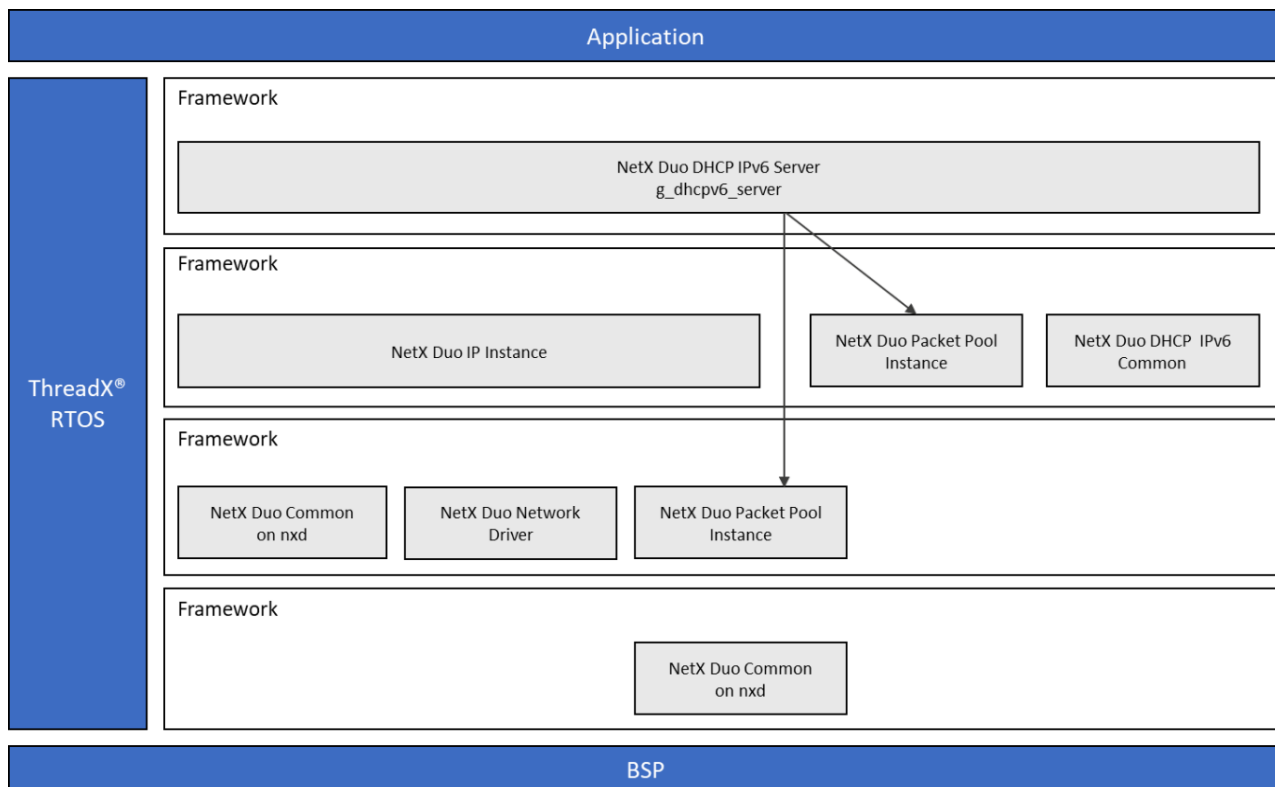 Application
ThreadX®
RTOS
Framework
NetX Duo DHCP IPv6 Server
g_dhcpv6_server
Framework
NetX Duo IP Instance
NetX Duo Packet Pool
Instance
NetX Duo DHCP IPv6
Common
Framework
NetX Duo Common
on nxd
NetX Duo Network
Driver
NetX Duo Packet Pool
Instance
Framework
NetX Duo Common
on nxd
BSP